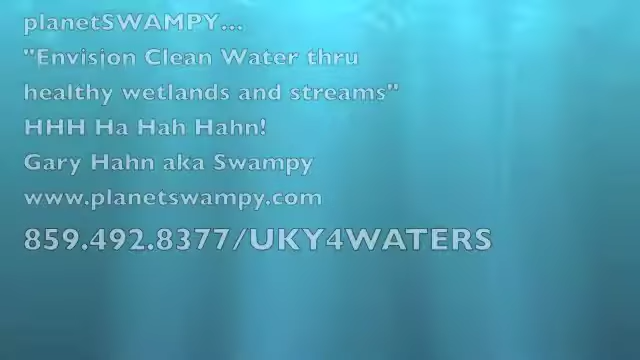 planetSWAMPY...
"Envision Clean Water thru
healthy wetlands and streams"
HHH Ha Hah Hahn!
Gary Hahn aka Swampy
www.planetswampy.com
859.492.8377/UKY4WATERS